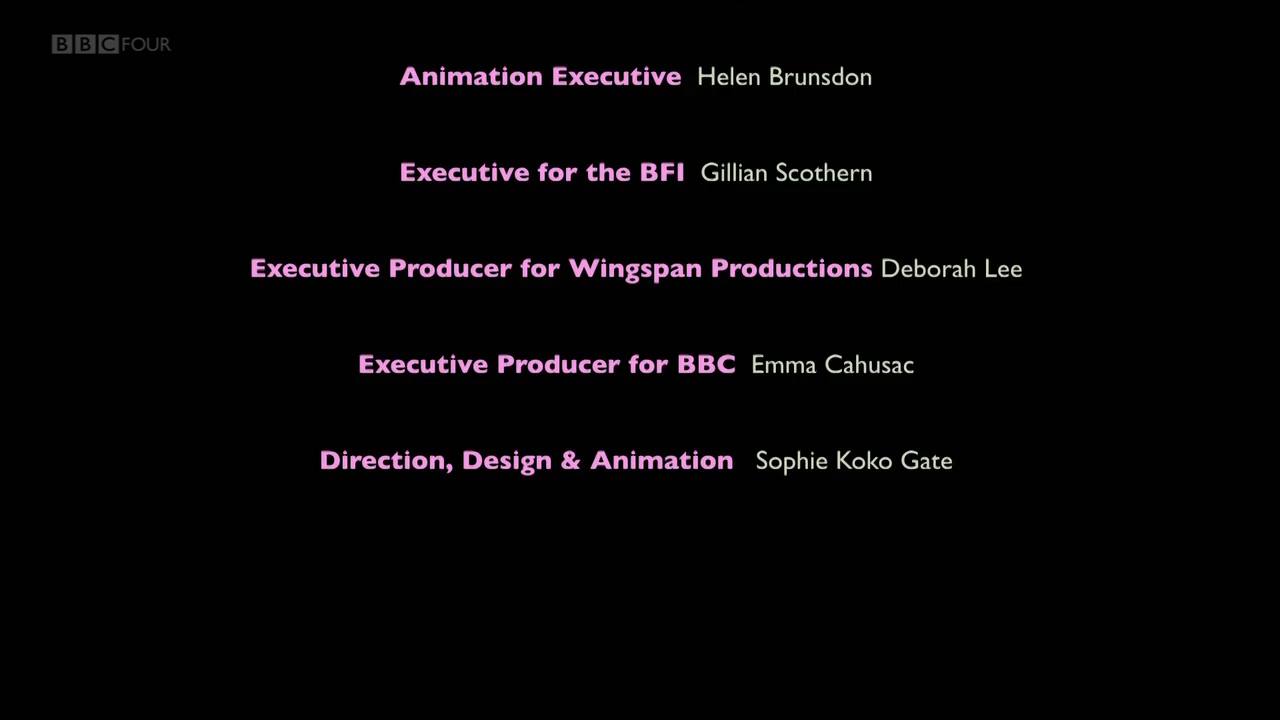 BBC FOUR
Animation Executive Helen Brunsdon
Executive for the BFI Gillian Scothern
Executive Producer for Wingspan Productions Deborah Lee
Executive Producer for BBC Emma Cahusac
Direction, Design & Animation Sophie Koko Gate